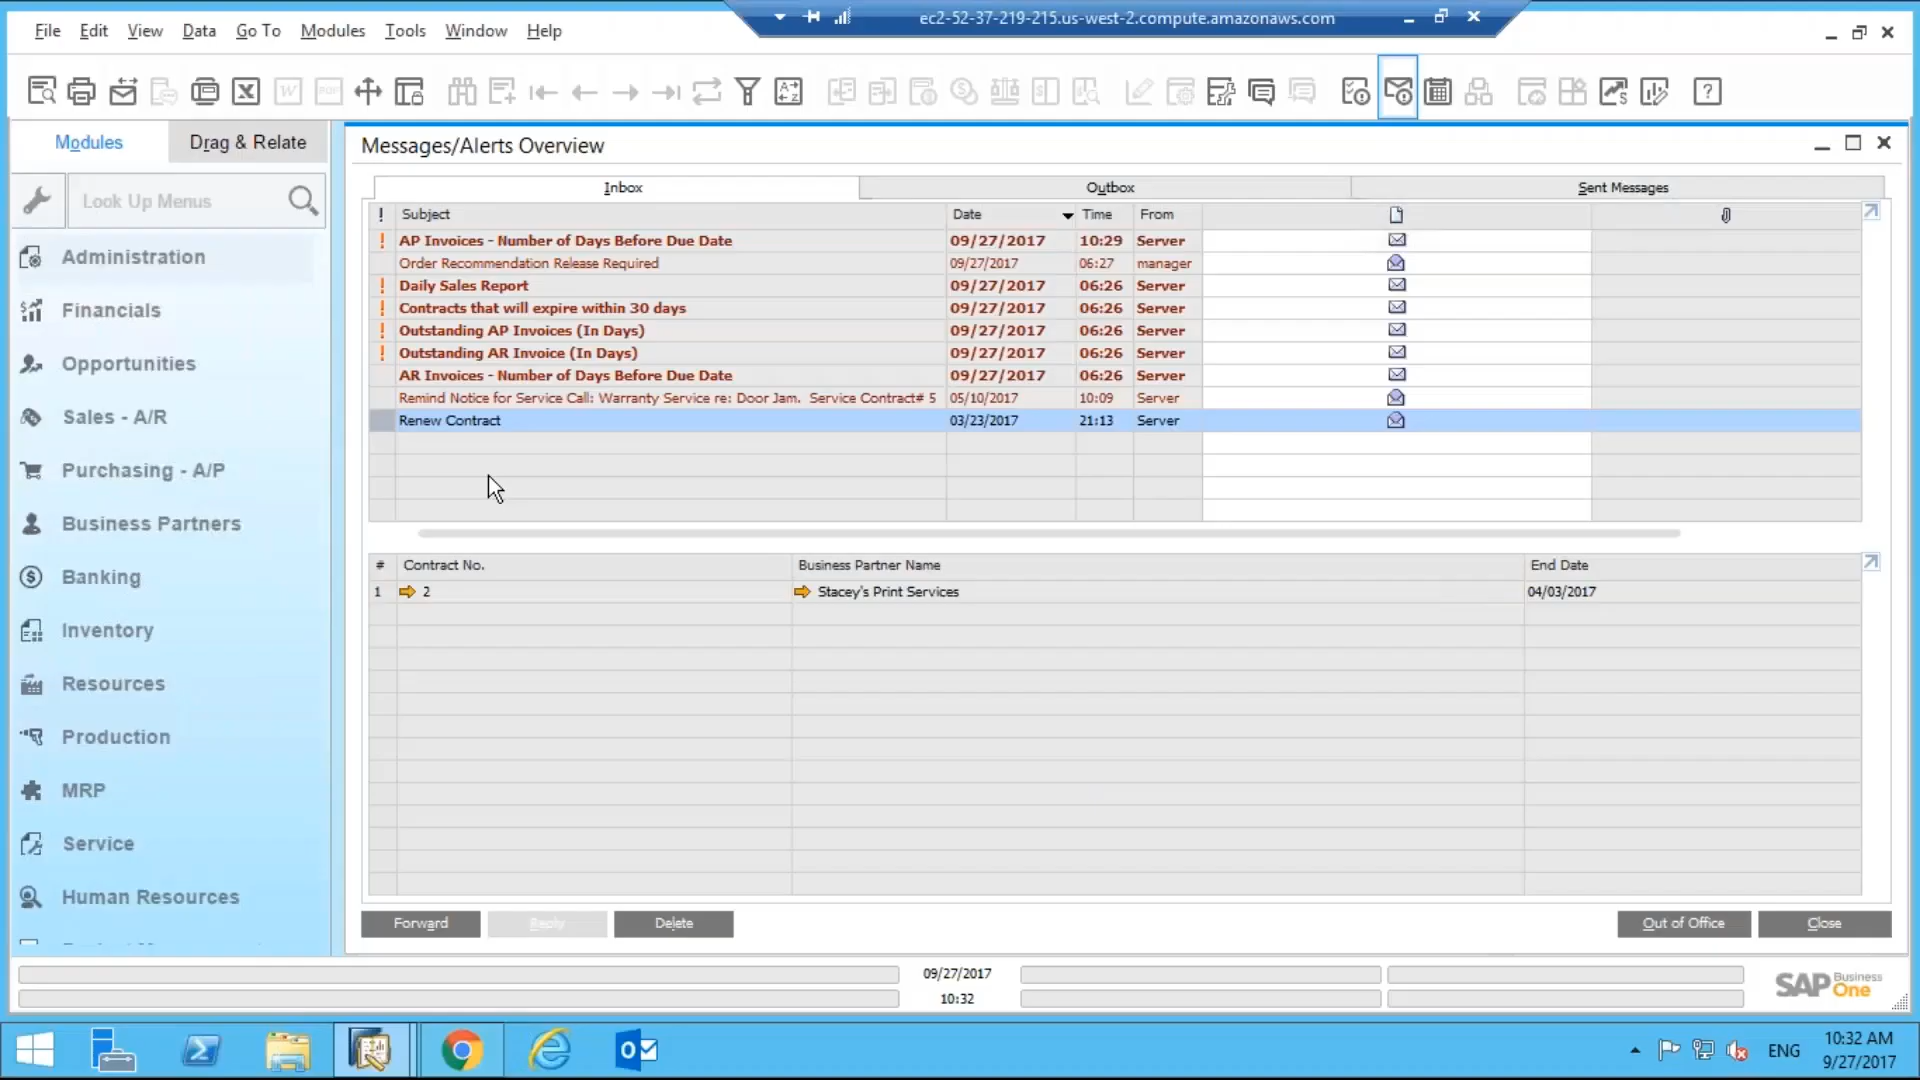 ec2-52-37-219-215.us-west-2.compute.amazonaws.com
File Edit View Data Go To Modules Tools Window Help
Modules Drag & Relate
Look Up Menus
Administration
Financials
Opportunities
Sales - A/R
Purchasing - A/P
Business Partners
Banking
Inventory
Resources
Production
MRP
Service
Human Resources
Messages/Alerts Overview
Inbox Outbox Sent Messages
! Subject Date Time From
! AP Invoices - Number of Days Before Due Date 09/27/2017 10:29 Server
Order Recommendation Release Required 09/27/2017 06:27 manager
! Daily Sales Report 09/27/2017 06:26 Server
! Contracts that will expire within 30 days 09/27/2017 06:26 Server
! Outstanding AP Invoices (In Days) 09/27/2017 06:26 Server
! Outstanding AR Invoice (In Days) 09/27/2017 06:26 Server
AR Invoices - Number of Days Before Due Date 09/27/2017 06:26 Server
Remind Notice for Service Call: Warranty Service re: Door Jam. Service Contract# 5 05/10/2017 10:09 Server
Renew Contract 03/23/2017 21:13 Server
# Contract No. Business Partner Name End Date
1 2 Stacey's Print Services 04/03/2017
Forward Reply Delete Out of Office Close
09/27/2017
10:32
SAP Business One
ENG
10:32 AM
9/27/2017